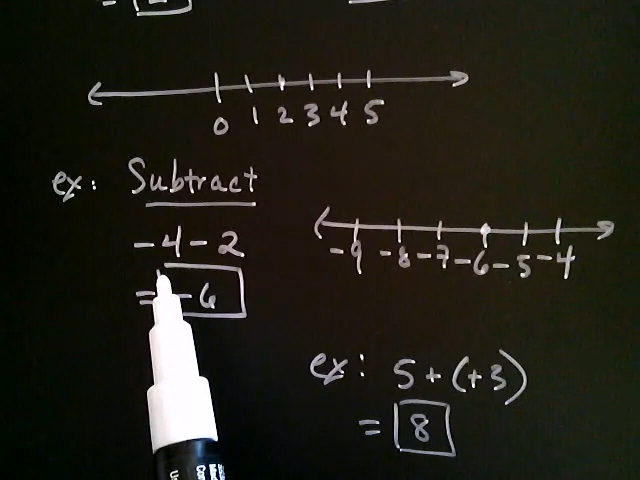 0 1 2 3 4 5
ex: Subtract
-4-2
= -6
-9 -8 -7 -6 -5 -4
ex: 5+(+3)
= 8